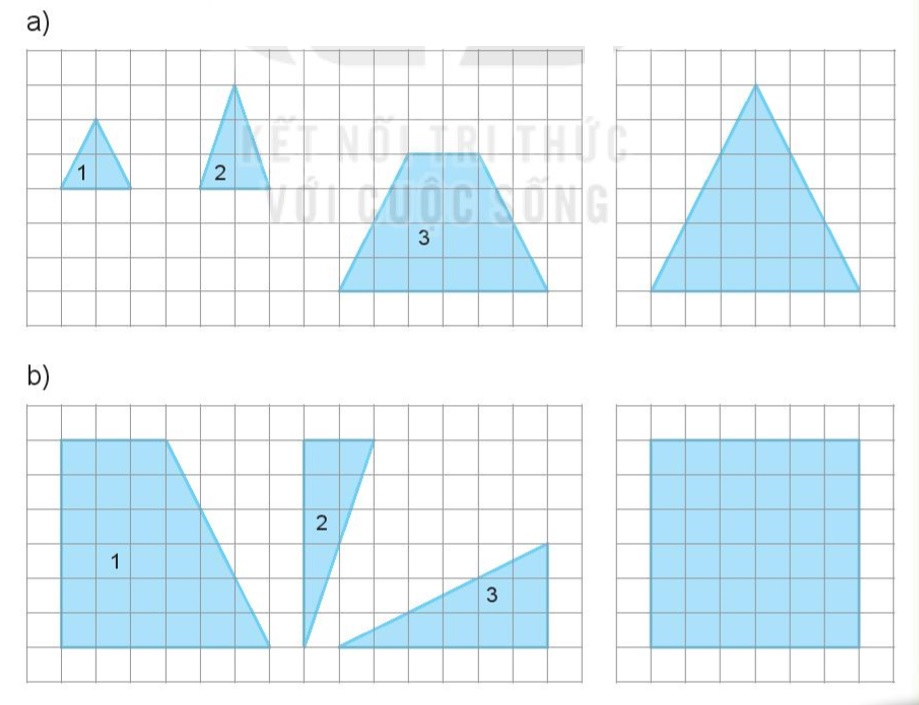 a)
KẾT NỐI TRI THỨC
1
2
VỚI CUỘC SỐNG
3
b)
2
1
3